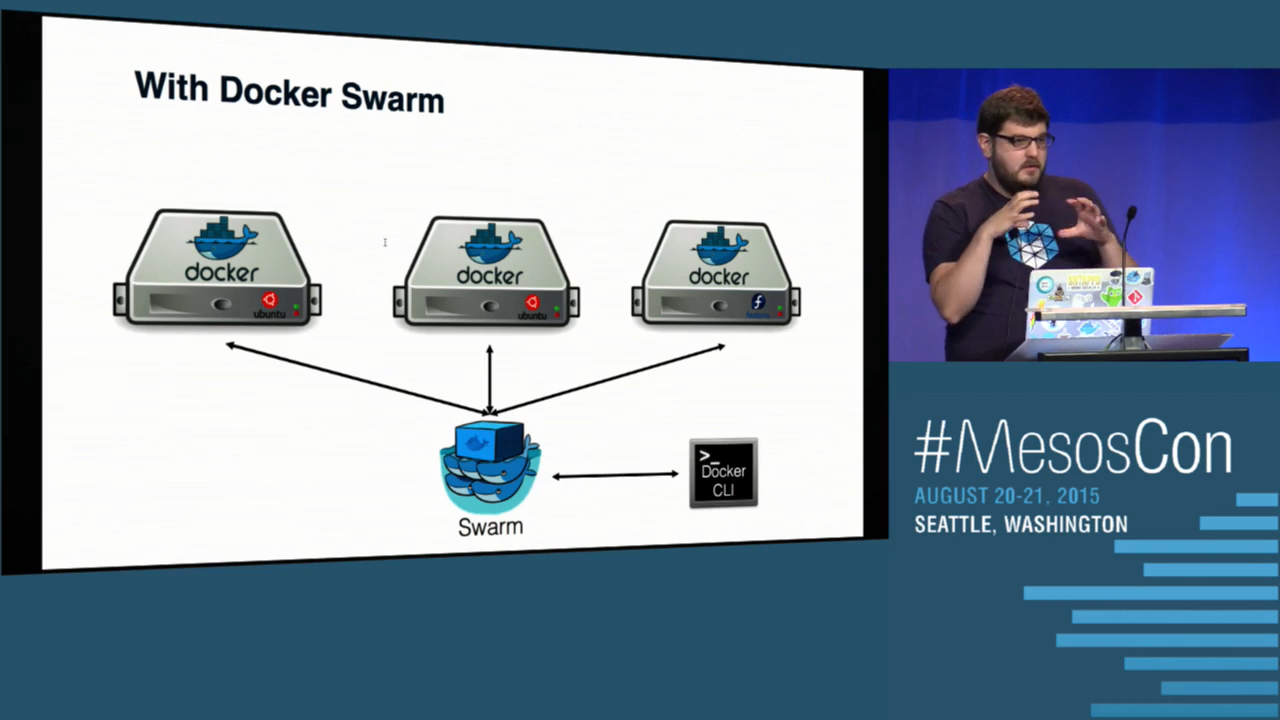 With Docker Swarm
docker
ubuntu
docker
ubuntu
docker
fedora
>_
Docker
CLI
Swarm
#MesosCon
AUGUST 20-21, 2015
SEATTLE, WASHINGTON